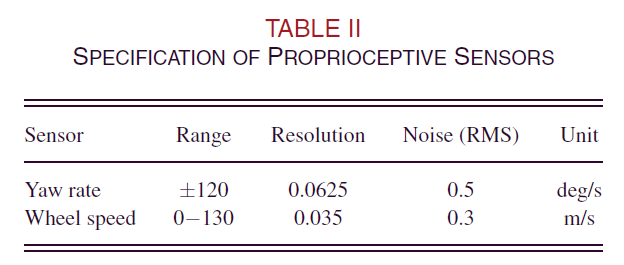 TABLE II
SPECIFICATION OF PROPRIOCEPTIVE SENSORS
Sensor Range Resolution Noise (RMS) Unit
Yaw rate ±120 0.0625 0.5 deg/s
Wheel speed 0−130 0.035 0.3 m/s